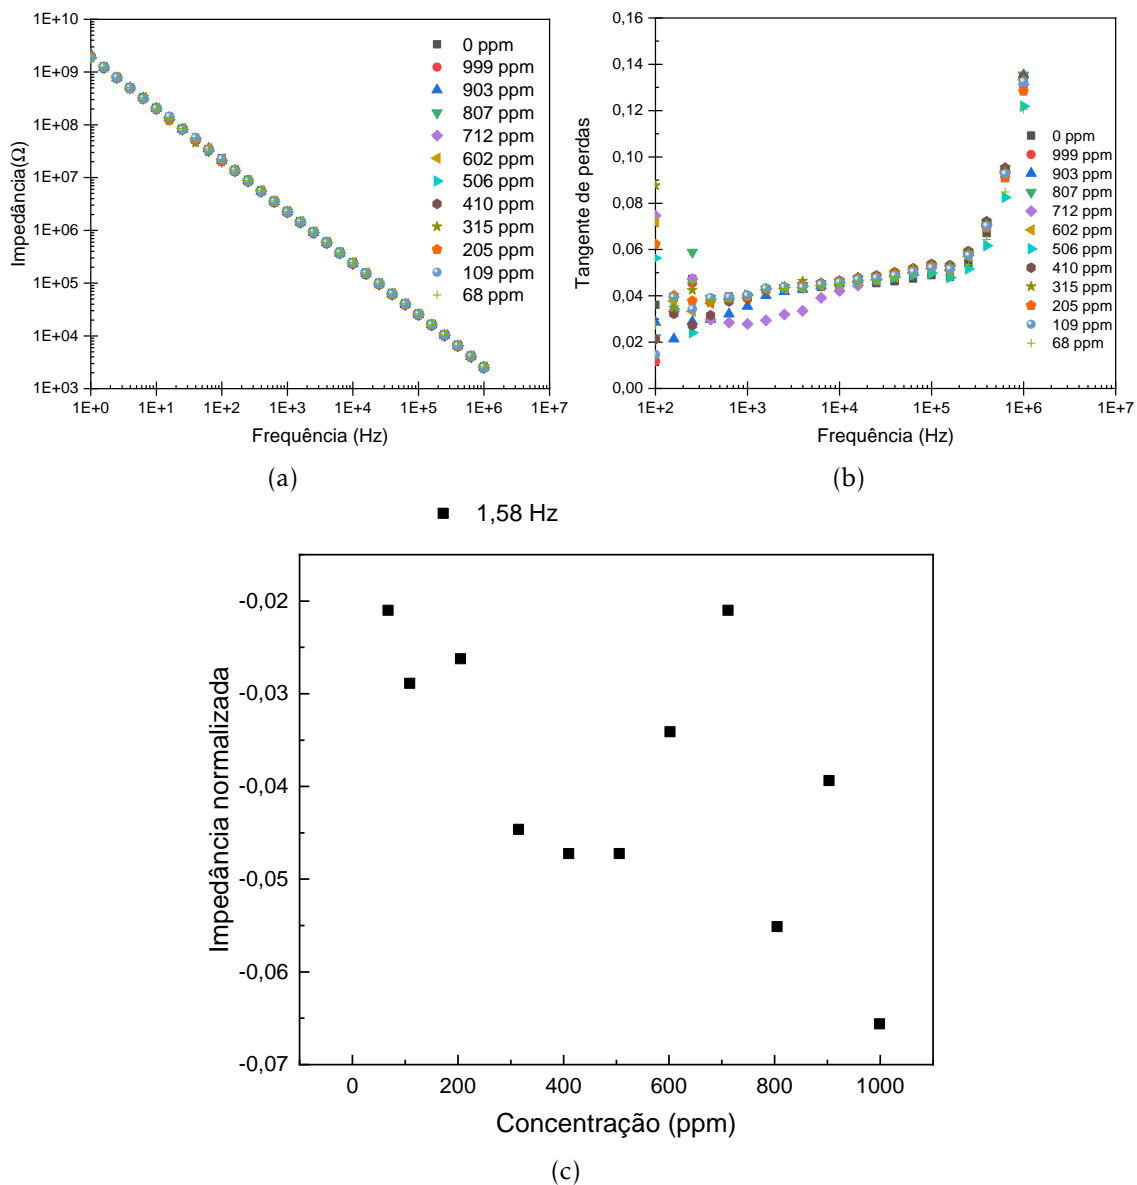 1E+10
1E+09
1E+08
1E+07
1E+06
1E+05
1E+04
1E+03
Impedância(Ω)
1E+0 1E+1 1E+2 1E+3 1E+4 1E+5 1E+6 1E+7
Frequência (Hz)
0 ppm
999 ppm
903 ppm
807 ppm
712 ppm
602 ppm
506 ppm
410 ppm
315 ppm
205 ppm
109 ppm
68 ppm
(a)
0,16
0,14
0,12
0,10
0,08
0,06
0,04
0,02
0,00
Tangente de perdas
1E+2 1E+3 1E+4 1E+5 1E+6 1E+7
Frequência (Hz)
0 ppm
999 ppm
903 ppm
807 ppm
712 ppm
602 ppm
506 ppm
410 ppm
315 ppm
205 ppm
109 ppm
68 ppm
(b)
1,58 Hz
-0,02
-0,03
-0,04
-0,05
-0,06
-0,07
Impedância normalizada
0 200 400 600 800 1000
Concentração (ppm)
(c)